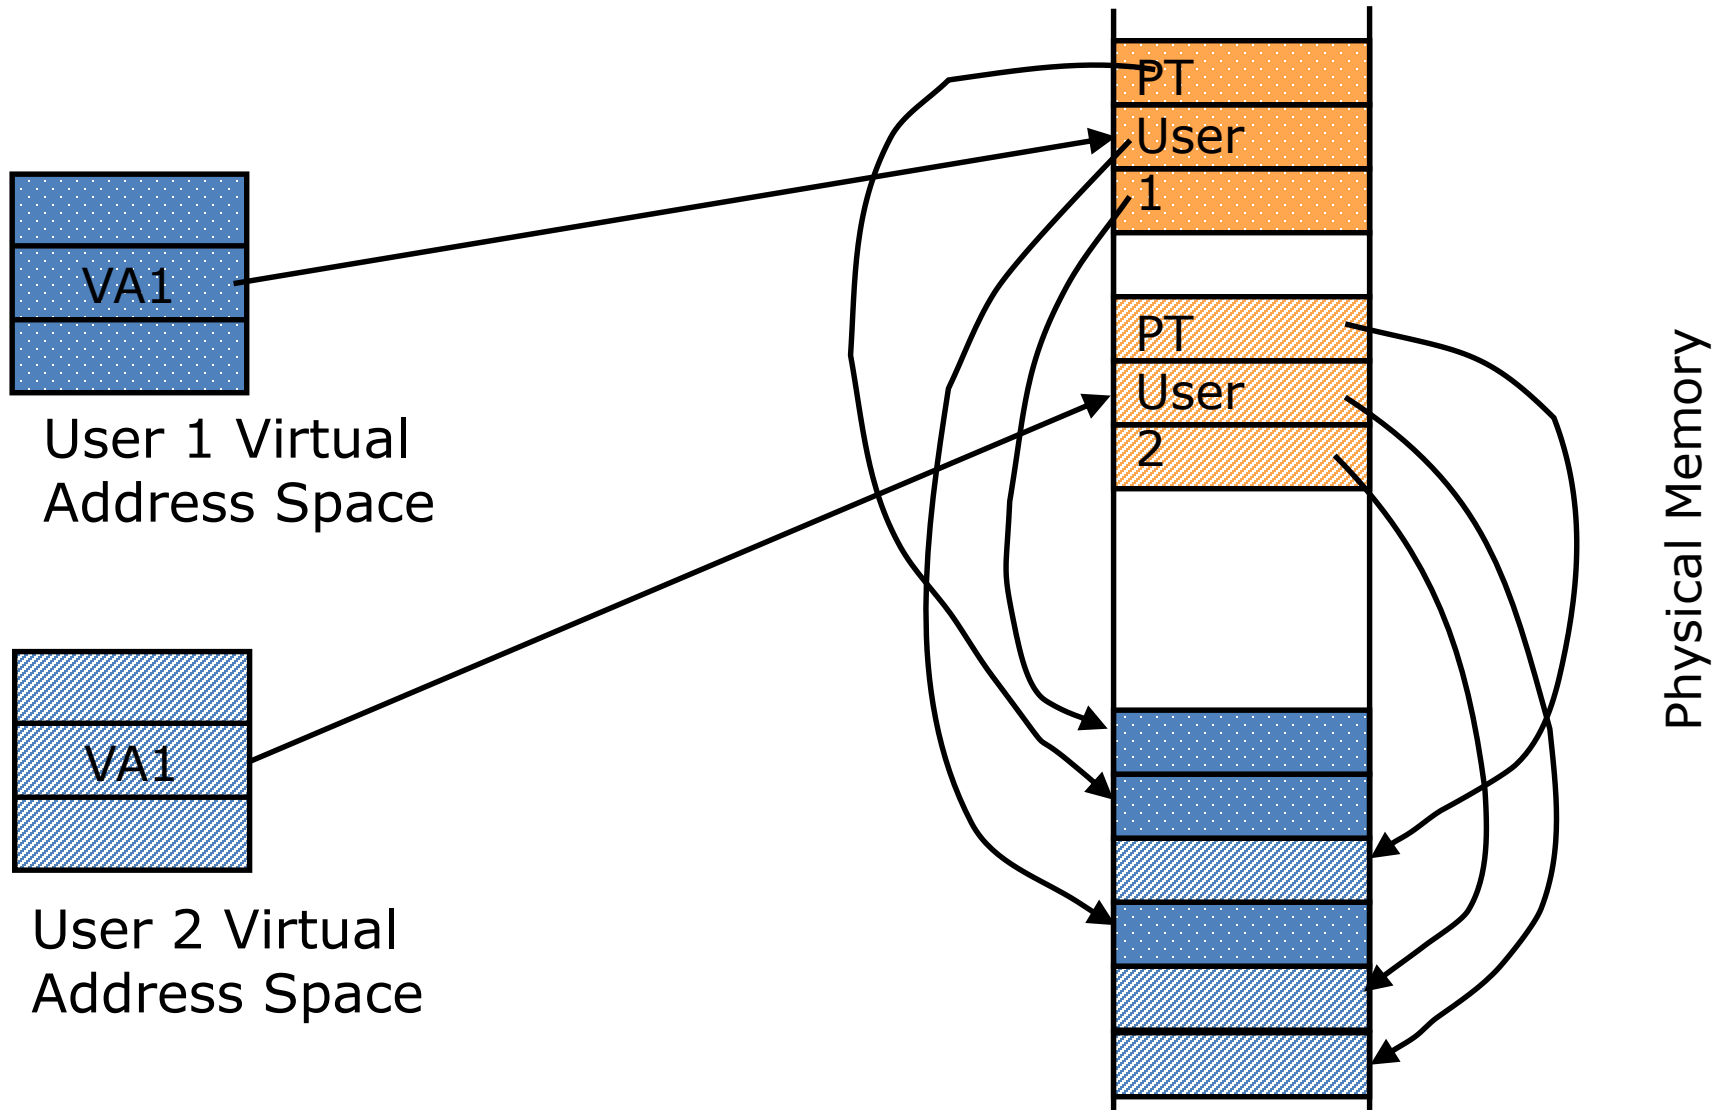 PT
User
1
VA1
User 1 Virtual
Address Space
PT
User
2
VA1
User 2 Virtual
Address Space
Physical Memory